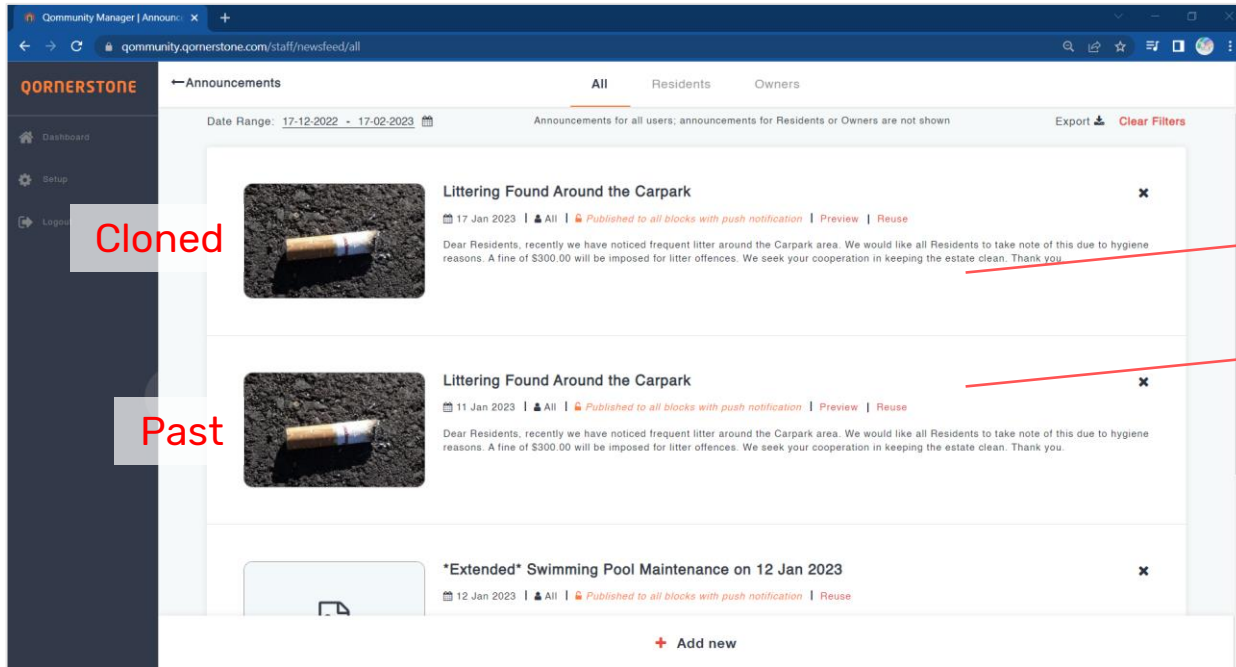 Qommunity Manager | Announc
qommunity.qornerstone.com/staff/newsfeed/all
QORNERSTONE
←Announcements
All Residents Owners
Dashboard
Setup
Logout
Date Range: 17-12-2022 - 17-02-2023
Announcements for all users; announcements for Residents or Owners are not shown
Export Clear Filters
Cloned
Littering Found Around the Carpark
17 Jan 2023 | All | Published to all blocks with push notification | Preview | Reuse
Dear Residents, recently we have noticed frequent litter around the Carpark area. We would like all Residents to take note of this due to hygiene
reasons. A fine of $300.00 will be imposed for litter offences. We seek your cooperation in keeping the estate clean. Thank you.
Past
Littering Found Around the Carpark
11 Jan 2023 | All | Published to all blocks with push notification | Preview | Reuse
Dear Residents, recently we have noticed frequent litter around the Carpark area. We would like all Residents to take note of this due to hygiene
reasons. A fine of $300.00 will be imposed for litter offences. We seek your cooperation in keeping the estate clean. Thank you.
*Extended* Swimming Pool Maintenance on 12 Jan 2023
12 Jan 2023 | All | Published to all blocks with push notification | Reuse
+ Add new